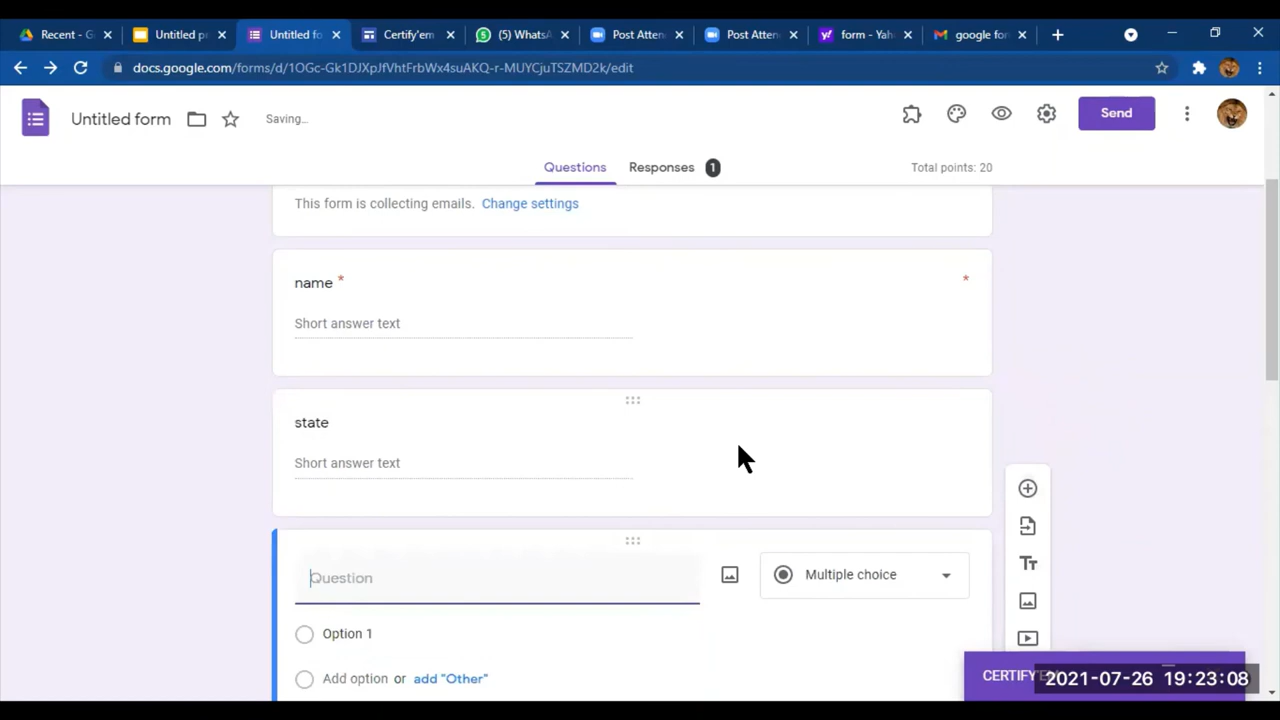 Recent - G
Untitled p
Untitled fo
Certify'em
(5) WhatsA
Post Atten
Post Atten
form - Yah
google for
docs.google.com/forms/d/1OGc-Gk1DJXpJfVhtFrbWx4suAKQ-r-MUYCjuTSZMD2k/edit
Untitled form
Saving...
Send
Questions
Responses 1
Total points: 20
This form is collecting emails. Change settings
name *
*
Short answer text
state
Short answer text
Question
Multiple choice
Option 1
Add option or add "Other"
2021-07-26 19:23:08